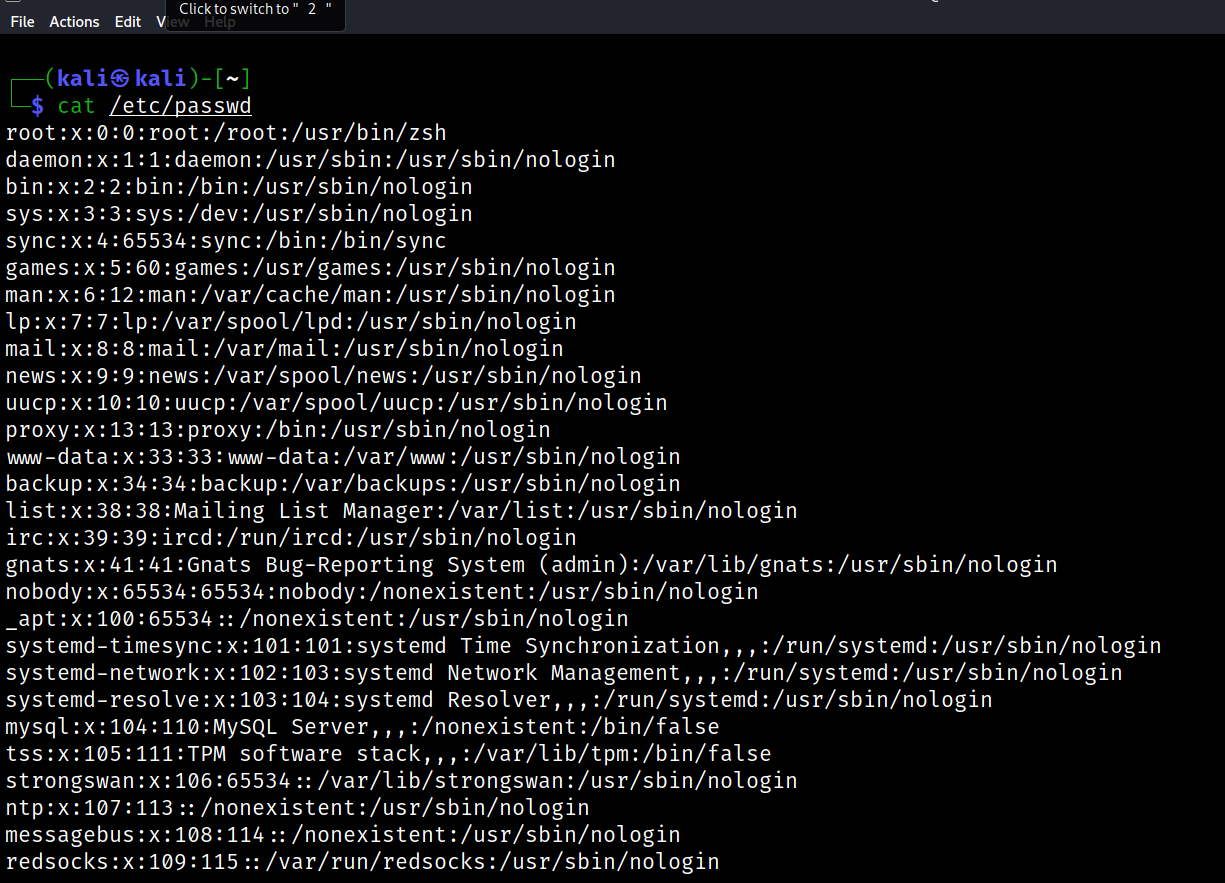 Click to switch to " 2 "
File Actions Edit View Help
(kali㉿kali)-[~]
$ cat /etc/passwd
root:x:0:0:root:/root:/usr/bin/zsh
daemon:x:1:1:daemon:/usr/sbin:/usr/sbin/nologin
bin:x:2:2:bin:/bin:/usr/sbin/nologin
sys:x:3:3:sys:/dev:/usr/sbin/nologin
sync:x:4:65534:sync:/bin:/bin/sync
games:x:5:60:games:/usr/games:/usr/sbin/nologin
man:x:6:12:man:/var/cache/man:/usr/sbin/nologin
lp:x:7:7:lp:/var/spool/lpd:/usr/sbin/nologin
mail:x:8:8:mail:/var/mail:/usr/sbin/nologin
news:x:9:9:news:/var/spool/news:/usr/sbin/nologin
uucp:x:10:10:uucp:/var/spool/uucp:/usr/sbin/nologin
proxy:x:13:13:proxy:/bin:/usr/sbin/nologin
www-data:x:33:33:www-data:/var/www:/usr/sbin/nologin
backup:x:34:34:backup:/var/backups:/usr/sbin/nologin
list:x:38:38:Mailing List Manager:/var/list:/usr/sbin/nologin
irc:x:39:39:ircd:/run/ircd:/usr/sbin/nologin
gnats:x:41:41:Gnats Bug-Reporting System (admin):/var/lib/gnats:/usr/sbin/nologin
nobody:x:65534:65534:nobody:/nonexistent:/usr/sbin/nologin
_apt:x:100:65534::/nonexistent:/usr/sbin/nologin
systemd-timesync:x:101:101:systemd Time Synchronization,,,:/run/systemd:/usr/sbin/nologin
systemd-network:x:102:103:systemd Network Management,,,:/run/systemd:/usr/sbin/nologin
systemd-resolve:x:103:104:systemd Resolver,,,:/run/systemd:/usr/sbin/nologin
mysql:x:104:110:MySQL Server,,,:/nonexistent:/bin/false
tss:x:105:111:TPM software stack,,,:/var/lib/tpm:/bin/false
strongswan:x:106:65534::/var/lib/strongswan:/usr/sbin/nologin
ntp:x:107:113::/nonexistent:/usr/sbin/nologin
messagebus:x:108:114::/nonexistent:/usr/sbin/nologin
redsocks:x:109:115::/var/run/redsocks:/usr/sbin/nologin